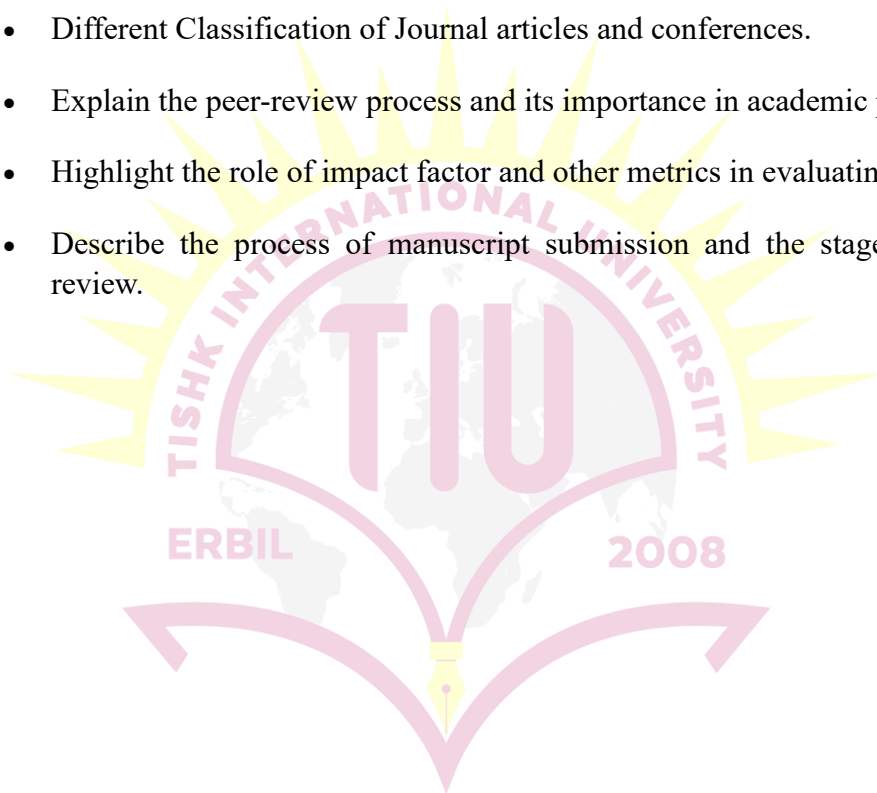 • Different Classification of Journal articles and conferences.
• Explain the peer-review process and its importance in academic
• Highlight the role of impact factor and other metrics in evaluatin
• Describe the process of manuscript submission and the stage
review.
TISHK INTERNATIONAL UNIVERSITY
TIU
ERBIL 2008